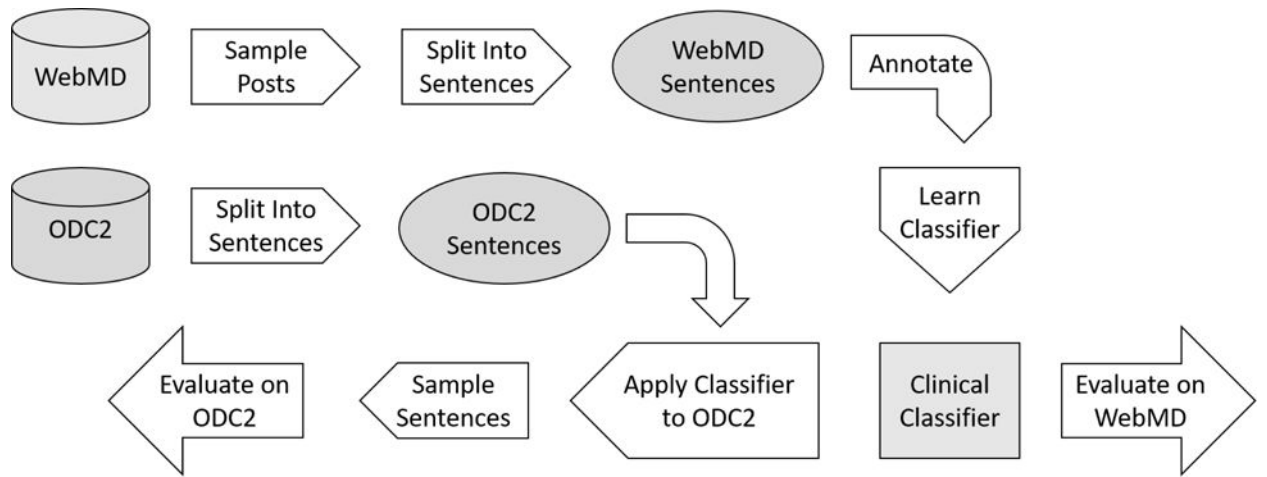 WebMD
Sample
Posts
Split Into
Sentences
WebMD
Sentences
Annotate
ODC2
Split Into
Sentences
ODC2
Sentences
Learn
Classifier
Evaluate on
ODC2
Sample
Sentences
Apply Classifier
to ODC2
Clinical
Classifier
Evaluate on
WebMD